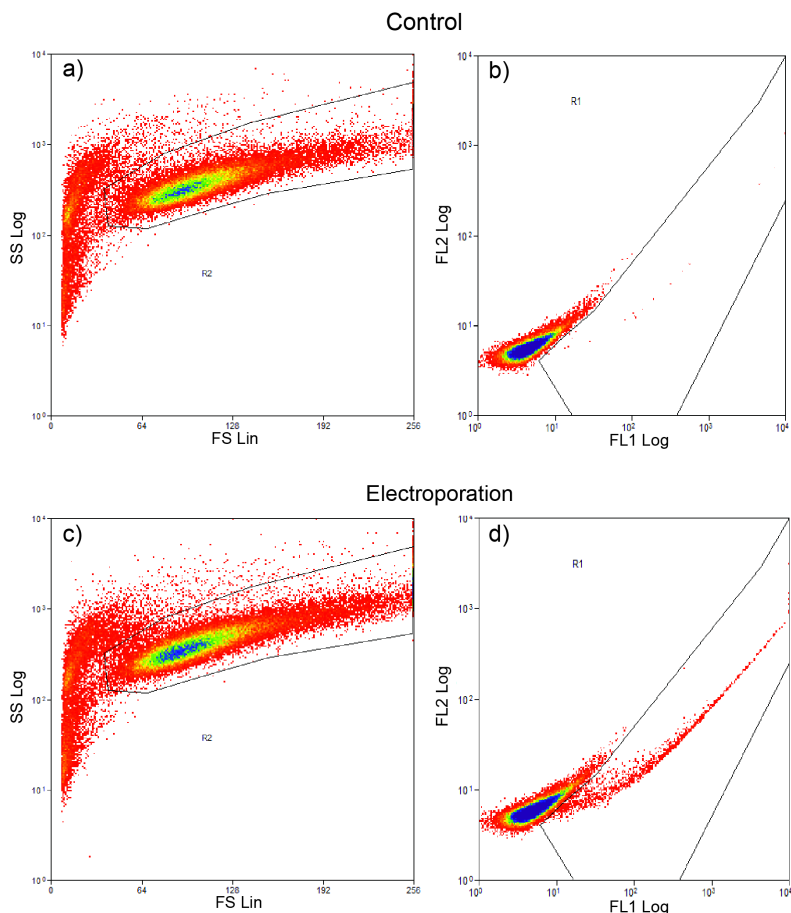 Control
a)
SS Log
10⁴
10³
10²
10¹
10⁰
R2
0 64 128 192 256
FS Lin
b)
FL2 Log
10⁴
10³
10²
10¹
10⁰
R1
10⁰ 10¹ 10² 10³ 10⁴
FL1 Log
Electroporation
c)
SS Log
10⁴
10³
10²
10¹
10⁰
R2
0 64 128 192 256
FS Lin
d)
FL2 Log
10⁴
10³
10²
10¹
10⁰
R1
10⁰ 10¹ 10² 10³ 10⁴
FL1 Log